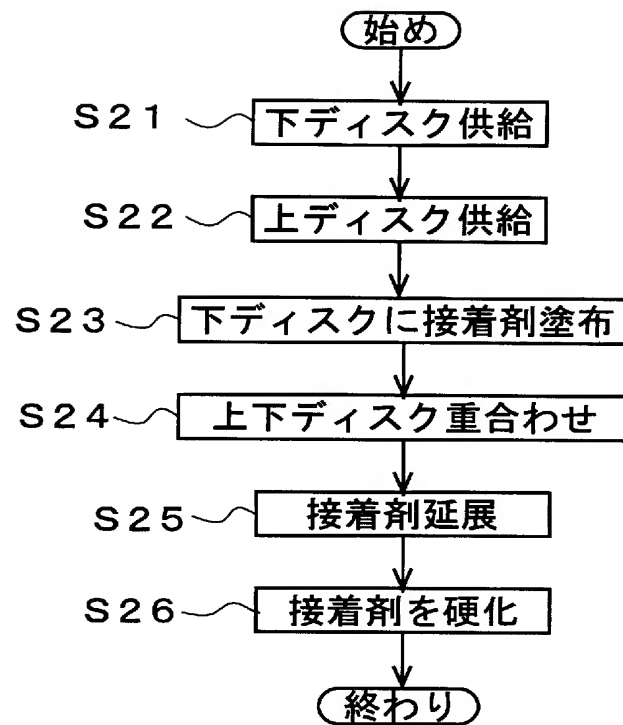 始め
S21 下ディスク供給
S22 上ディスク供給
S23 下ディスクに接着剤塗布
S24 上下ディスク重合わせ
S25 接着剤延展
S26 接着剤を硬化
終わり